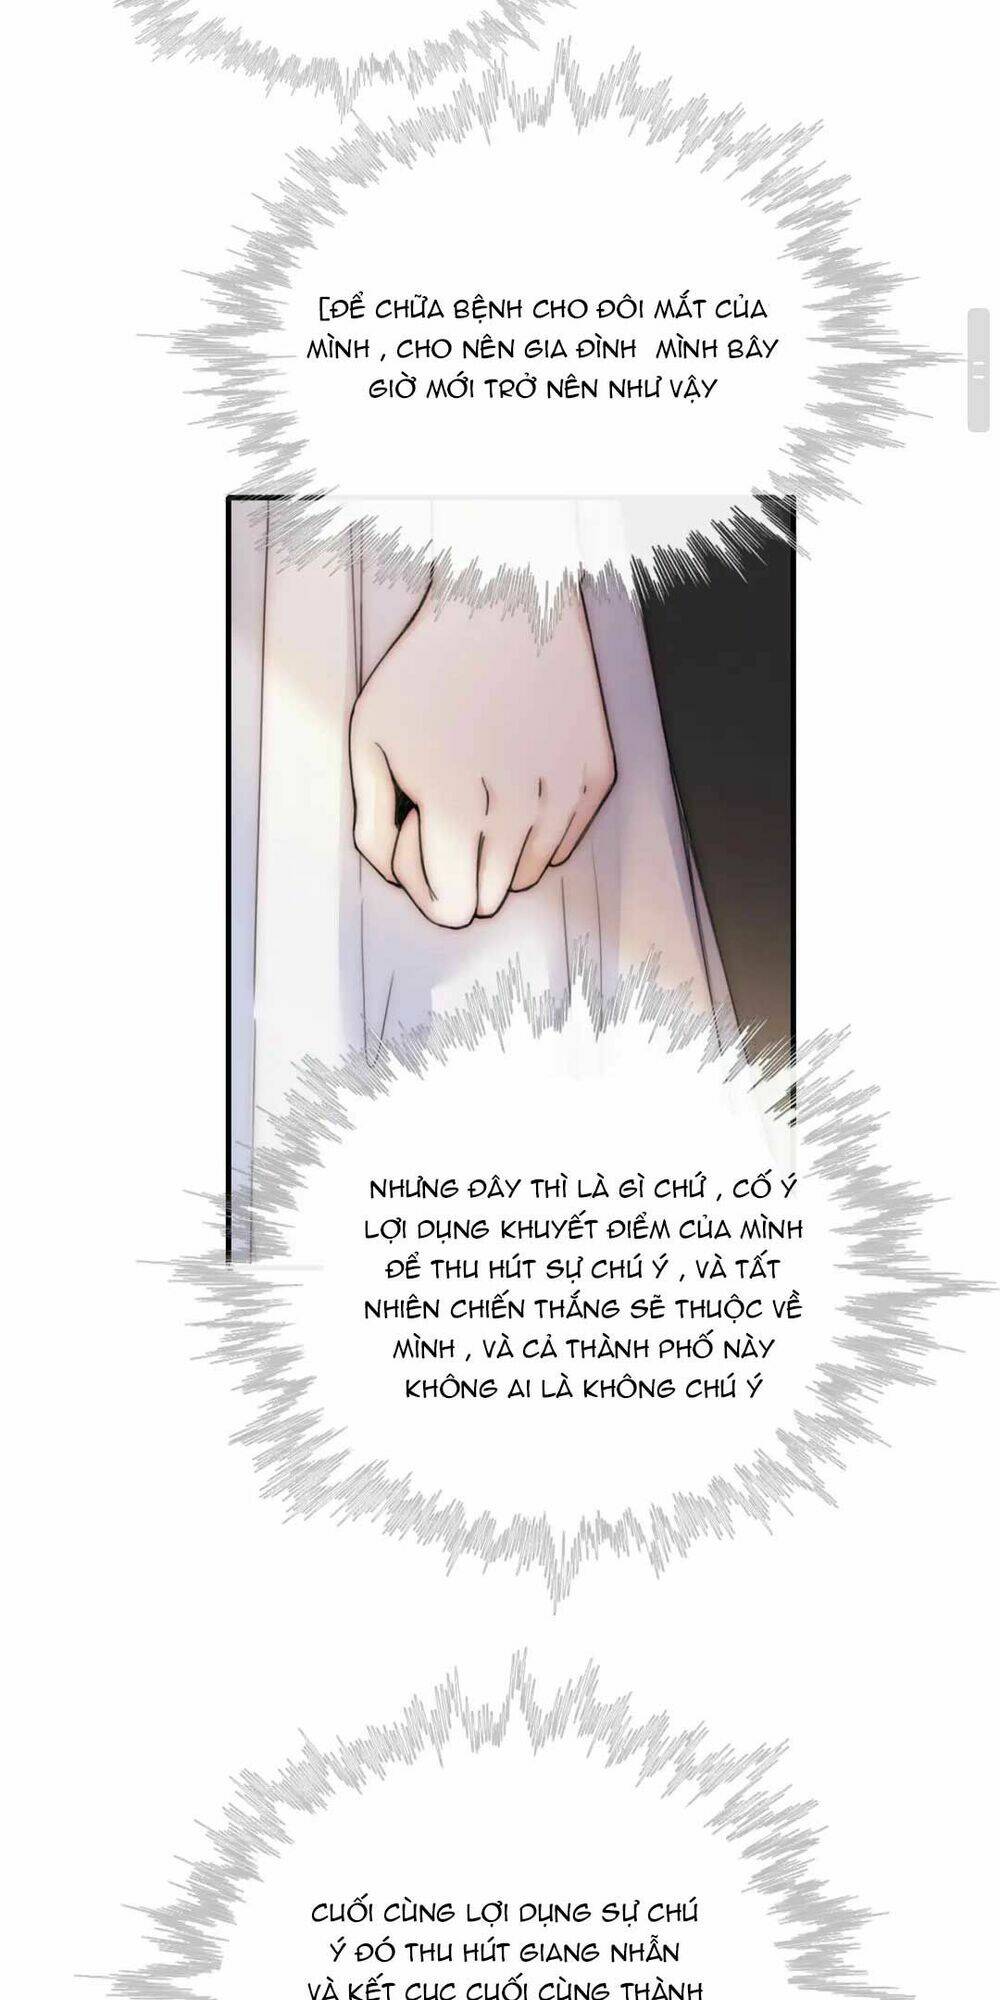 [ĐỂ CHỮA BỆNH CHO ĐÔI MẮT CỦA
MÌNH , CHO NÊN GIA ĐÌNH MÌNH BÂY
GIỜ MỚI TRỞ NÊN NHƯ VẬY
NHƯNG ĐÂY THÌ LÀ GÌ CHỨ , CỐ Ý
LỢI DỤNG KHUYẾT ĐIỂM CỦA MÌNH
ĐỂ THU HÚT SỰ CHÚ Ý , VÀ TẤT
NHIÊN CHIẾN THẮNG SẼ THUỘC VỀ
MÌNH , VÀ CẢ THÀNH PHỐ NÀY
KHÔNG AI LÀ KHÔNG CHÚ Ý
CUỐI CÙNG LỢI DỤNG SỰ CHÚ
Ý ĐÓ THU HÚT GIANG NHẪN
VÀ KẾT CỤC CUỐI CÙNG THÀNH